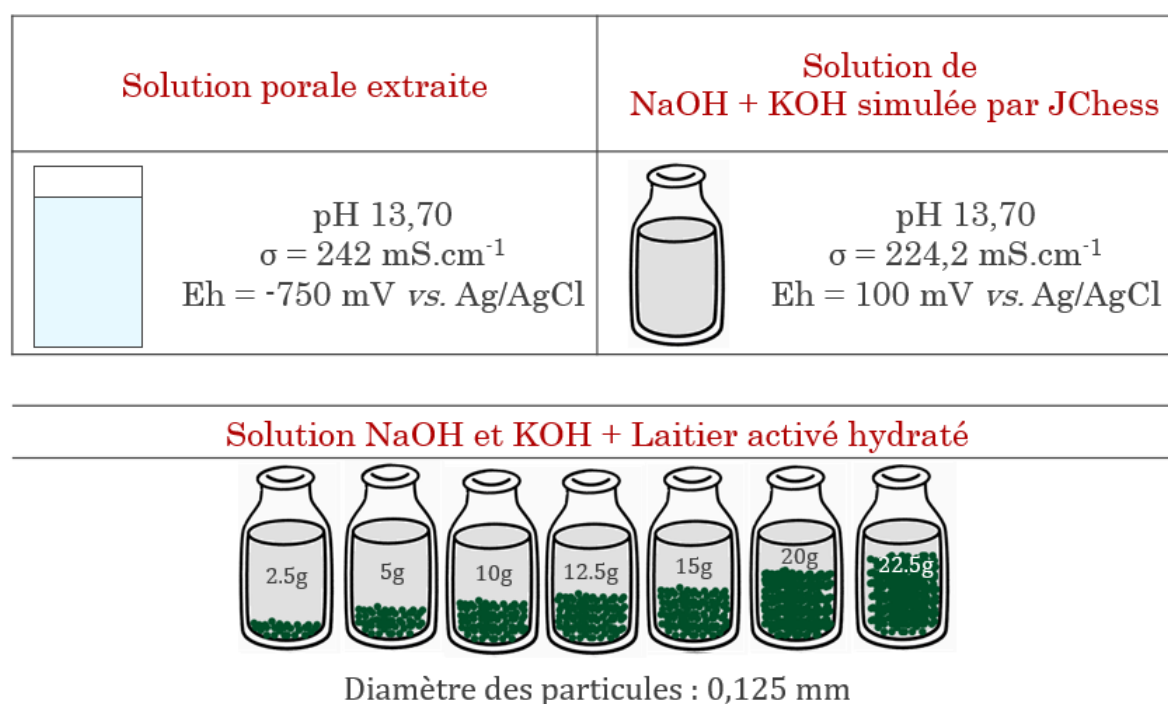 Solution porale extraite
Solution de
NaOH + KOH simulée par JChess
pH 13,70
σ = 242 mS.cm⁻¹
Eh = -750 mV vs. Ag/AgCl
pH 13,70
σ = 224,2 mS.cm⁻¹
Eh = 100 mV vs. Ag/AgCl
Solution NaOH et KOH + Laitier activé hydraté
2.5g
5g
10g
12.5g
15g
20g
22.5g
Diamètre des particules : 0,125 mm